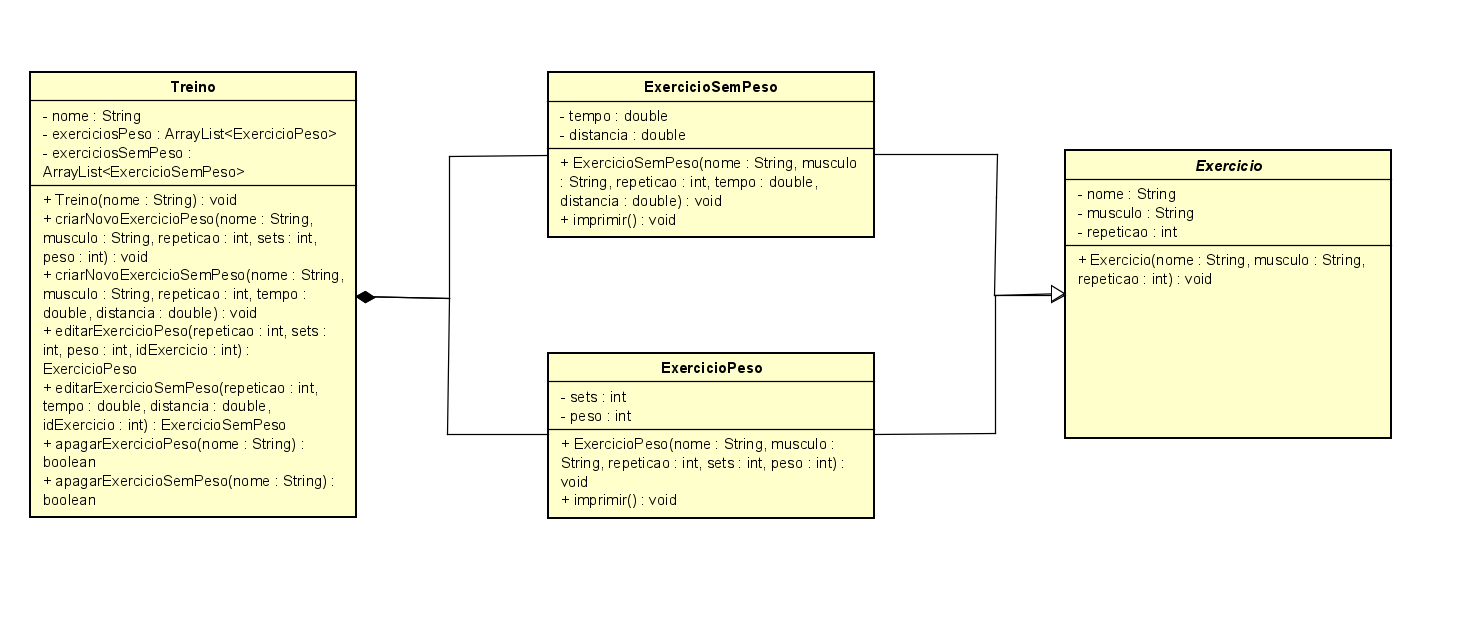 Treino
- nome : String
- exerciciosPeso : ArrayList<ExercicioPeso>
- exerciciosSemPeso :
ArrayList<ExercicioSemPeso>
+ Treino(nome : String) : void
+ criarNovoExercicioPeso(nome : String,
musculo : String, repeticao : int, sets : int,
peso : int) : void
+ criarNovoExercicioSemPeso(nome : String,
musculo : String, repeticao : int, tempo :
double, distancia : double) : void
+ editarExercicioPeso(repeticao : int, sets :
int, peso : int, idExercicio : int) :
ExercicioPeso
+ editarExercicioSemPeso(repeticao : int,
tempo : double, distancia : double,
idExercicio : int) : ExercicioSemPeso
+ apagarExercicioPeso(nome : String) :
boolean
+ apagarExercicioSemPeso(nome : String) :
boolean
ExercicioSemPeso
- tempo : double
- distancia : double
+ ExercicioSemPeso(nome : String, musculo
: String, repeticao : int, tempo : double,
distancia : double) : void
+ imprimir() : void
ExercicioPeso
- sets : int
- peso : int
+ ExercicioPeso(nome : String, musculo :
String, repeticao : int, sets : int, peso : int) :
void
+ imprimir() : void
Exercicio
- nome : String
- musculo : String
- repeticao : int
+ Exercicio(nome : String, musculo : String,
repeticao : int) : void